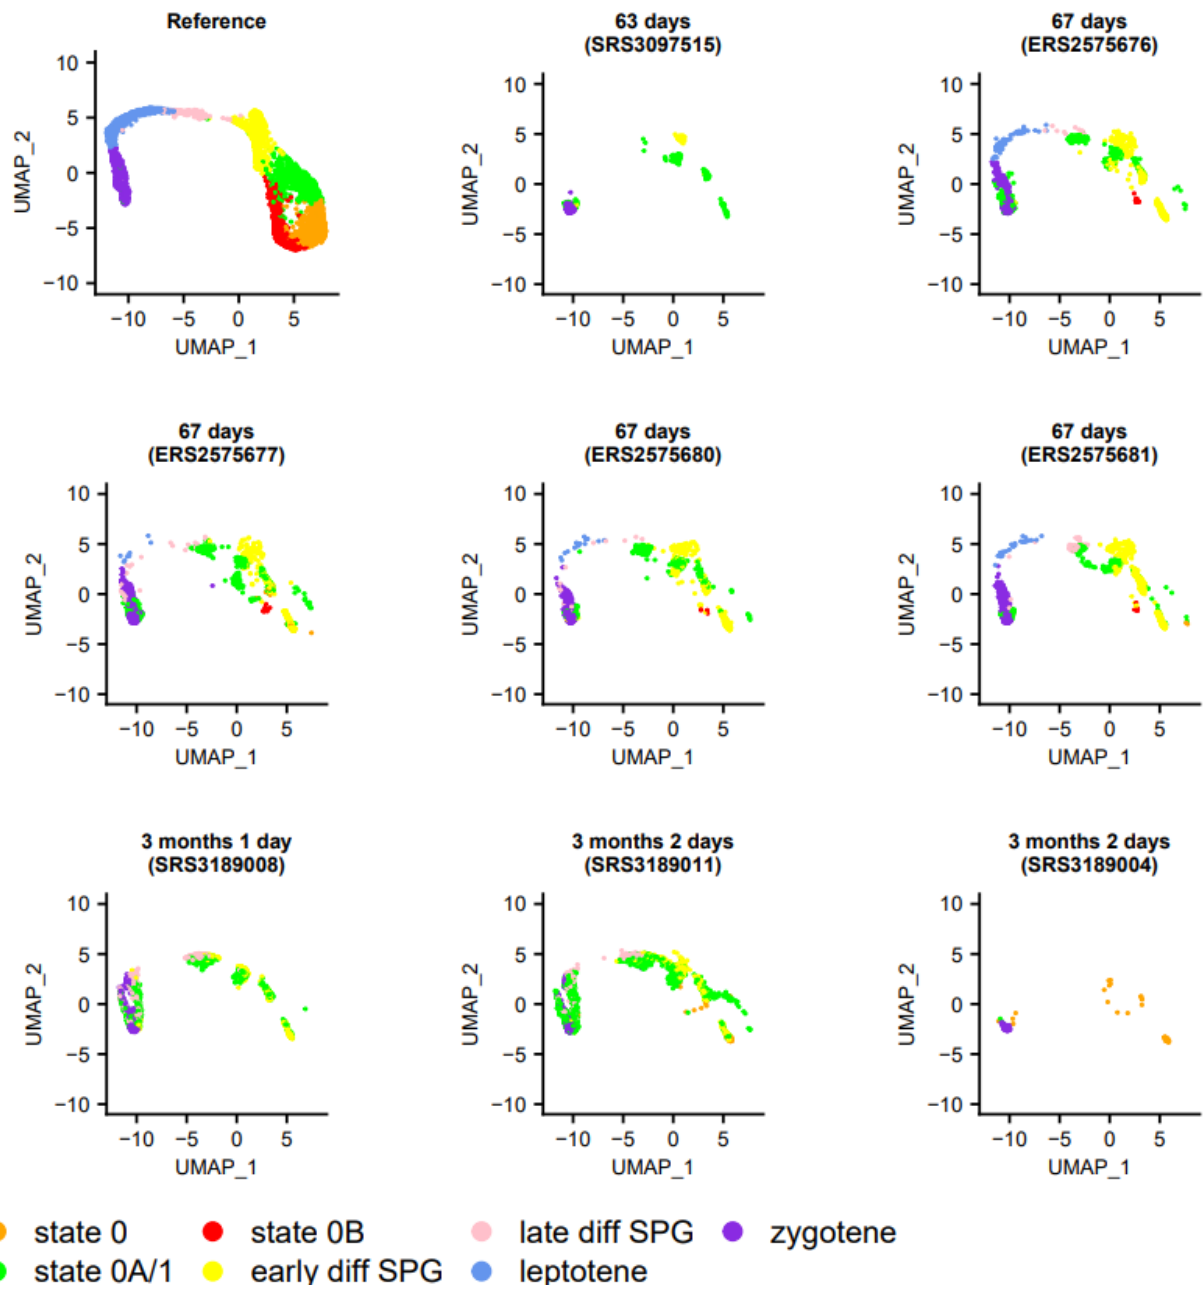 Reference
63 days
(SRS3097515)
67 days
(ERS2575676)
10
5
0
−5
−10
UMAP_2
−10 −5 0 5
UMAP_1
10
5
0
−5
−10
UMAP_2
−10 −5 0 5
UMAP_1
10
5
0
−5
−10
UMAP_2
−10 −5 0 5
UMAP_1
67 days
(ERS2575677)
67 days
(ERS2575680)
67 days
(ERS2575681)
10
5
0
−5
−10
UMAP_2
−10 −5 0 5
UMAP_1
10
5
0
−5
−10
UMAP_2
−10 −5 0 5
UMAP_1
10
5
0
−5
−10
UMAP_2
−10 −5 0 5
UMAP_1
3 months 1 day
(SRS3189008)
3 months 2 days
(SRS3189011)
3 months 2 days
(SRS3189004)
10
5
0
−5
−10
UMAP_2
−10 −5 0 5
UMAP_1
10
5
0
−5
−10
UMAP_2
−10 −5 0 5
UMAP_1
10
5
0
−5
−10
UMAP_2
−10 −5 0 5
UMAP_1
state 0 state 0B late diff SPG zygotene
state 0A/1 early diff SPG leptotene